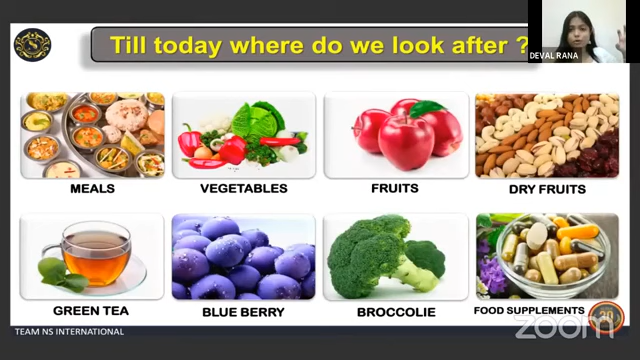 Till today where do we look after ?
DEVAL RANA
MEALS
VEGETABLES
FRUITS
DRY FRUITS
GREEN TEA
BLUE BERRY
BROCCOLIE
FOOD SUPPLEMENTS
30
zoom
TEAM NS INTERNATIONAL